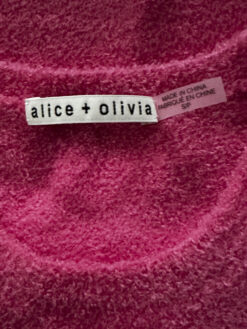 alice + olivia
MADE IN CHINA
FABRIQUÉ EN CHINE
S/P